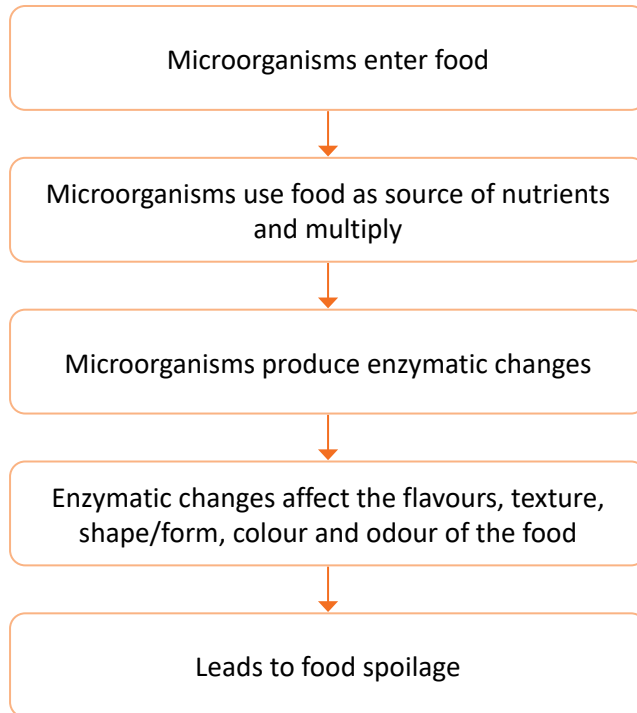 Microorganisms enter food
Microorganisms use food as source of nutrients
and multiply
Microorganisms produce enzymatic changes
Enzymatic changes affect the flavours, texture,
shape/form, colour and odour of the food
Leads to food spoilage